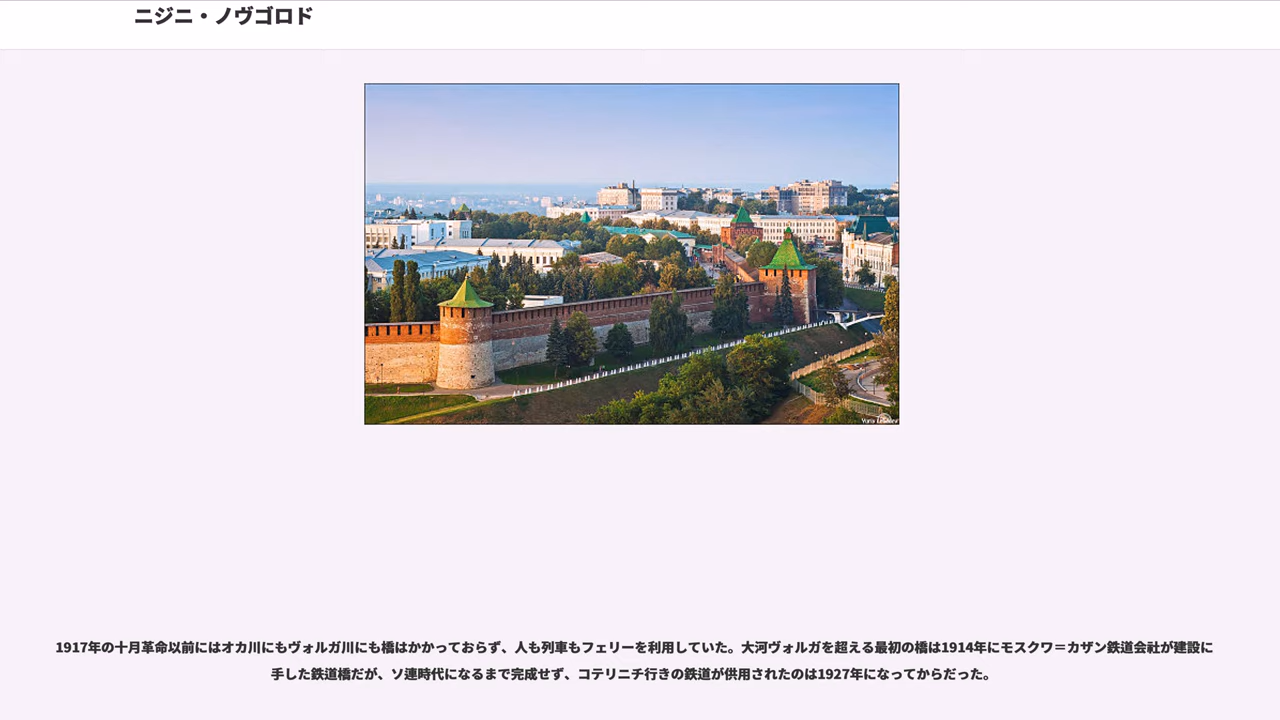 ニジニ・ノヴゴロド
1917年の十月革命以前にはオカ川にもヴォルガ川にも橋はかかっておらず、人も列車もフェリーを利用していた。大河ヴォルガを超える最初の橋は1914年にモスクワ＝カザン鉄道会社が建設に
手した鉄道橋だが、ソ連時代になるまで完成せず、コテリニチ行きの鉄道が供用されたのは1927年になってからだった。